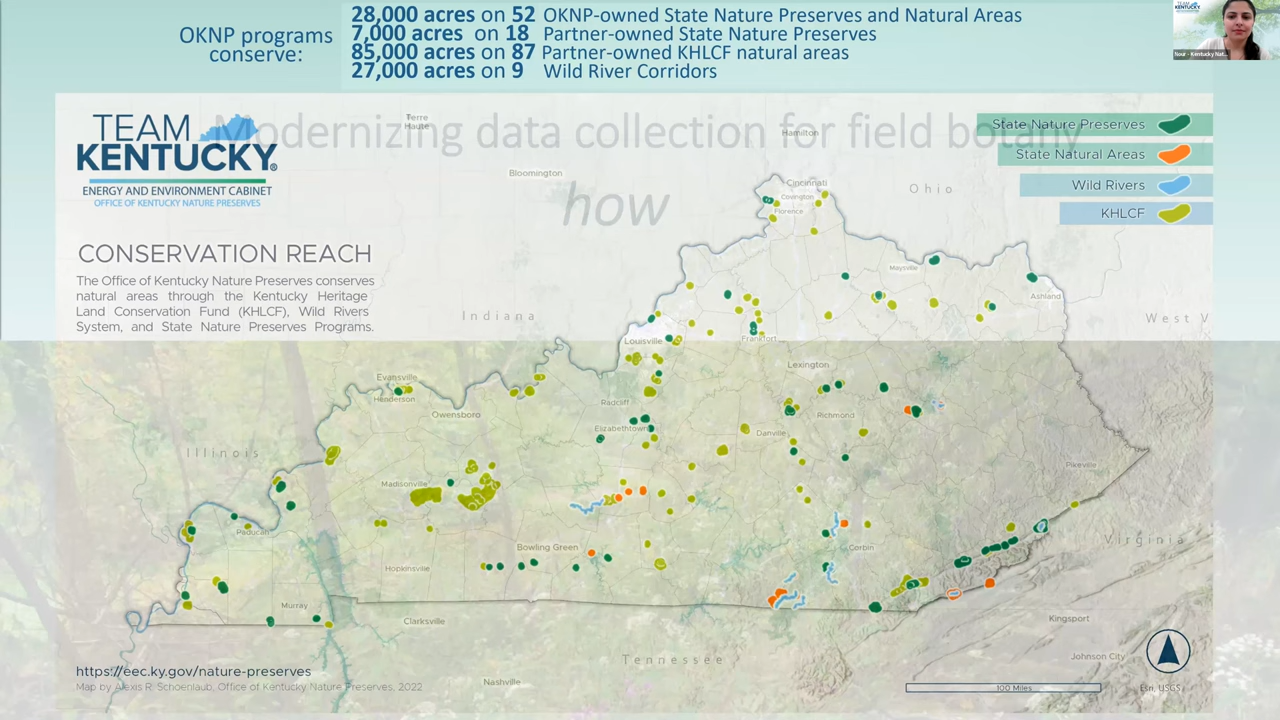 28,000 acres on 52 OKNP-owned State Nature Preserves and Natural Areas
OKNP programs
conserve:
7,000 acres on 18 Partner-owned State Nature Preserves
85,000 acres on 87 Partner-owned KHLCF natural areas
27,000 acres on 9 Wild River Corridors
TEAM
KENTUCKY
Nour - Kentucky Nat...
Modernizing data collection for field botany
how
TEAM
KENTUCKY®
ENERGY AND ENVIRONMENT CABINET
OFFICE OF KENTUCKY NATURE PRESERVES
State Nature Preserves
State Natural Areas
Wild Rivers
KHLCF
CONSERVATION REACH
The Office of Kentucky Nature Preserves conserves
natural areas through the Kentucky Heritage
Land Conservation Fund (KHLCF), Wild Rivers
System, and State Nature Preserves Programs.
Terre
Haute
Hamilton
Bloomington
Cincinnati
Ohio
Covington
Florence
Maysville
Ashland
Indiana
West V
Louisville
Frankfort
Lexington
Evansville
Henderson
Owensboro
Radcliff
Richmond
Elizabethtown
Danville
Illinois
Pikeville
Madisonville
Paducah
Bowling Green
Corbin
Virginia
Hopkinsville
Murray
Clarksville
Kingsport
Tennessee
Johnson City
Nashville
https://eec.ky.gov/nature-preserves
Map by Alexis R. Schoenlaub, Office of Kentucky Nature Preserves, 2022
100 Miles
Esri, USGS